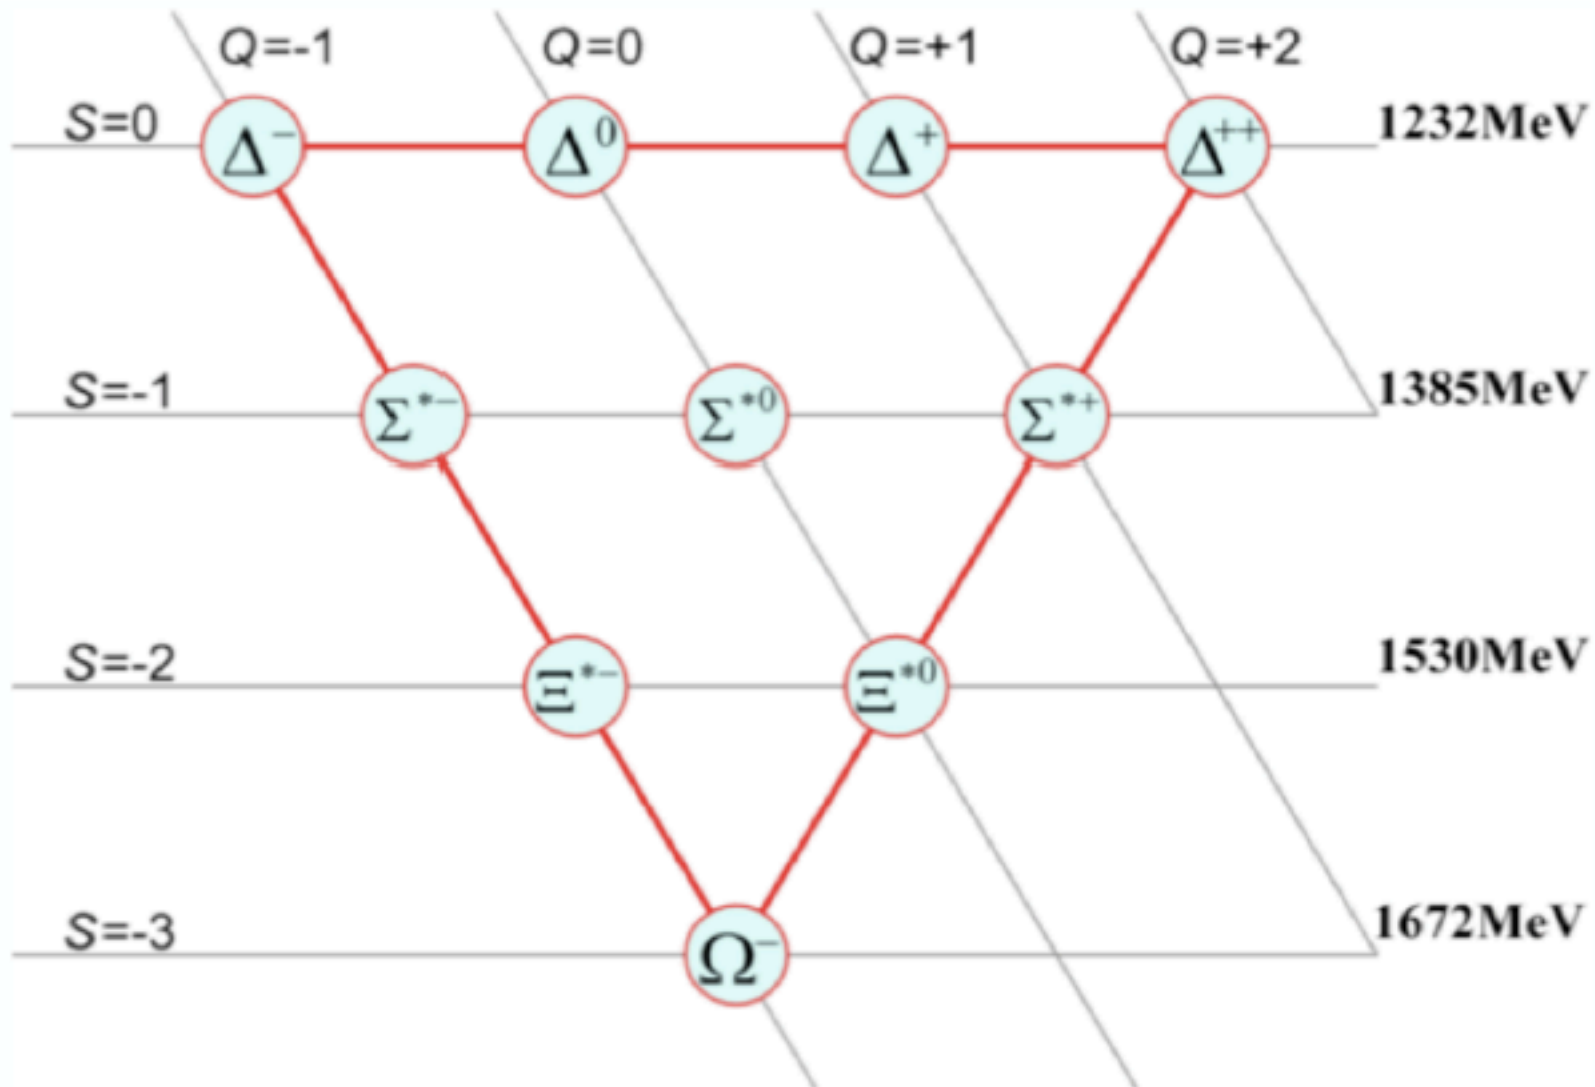 Q=-1 Q=0 Q=+1 Q=+2
S=0 1232MeV
Δ⁻ Δ⁰ Δ⁺ Δ⁺⁺
S=-1 1385MeV
Σ*⁻ Σ*⁰ Σ*⁺
S=-2 1530MeV
Ξ*⁻ Ξ*⁰
S=-3 1672MeV
Ω⁻